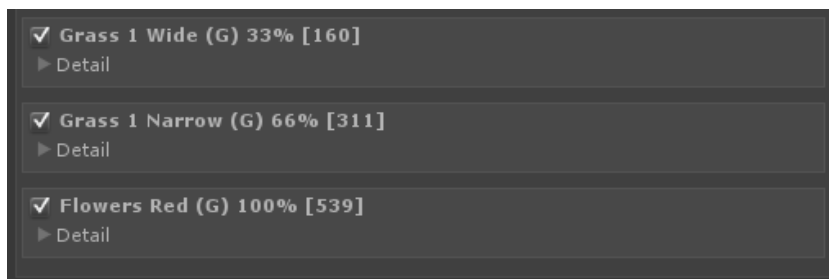 Grass 1 Wide (G) 33% [160]
Detail
Grass 1 Narrow (G) 66% [311]
Detail
Flowers Red (G) 100% [539]
Detail